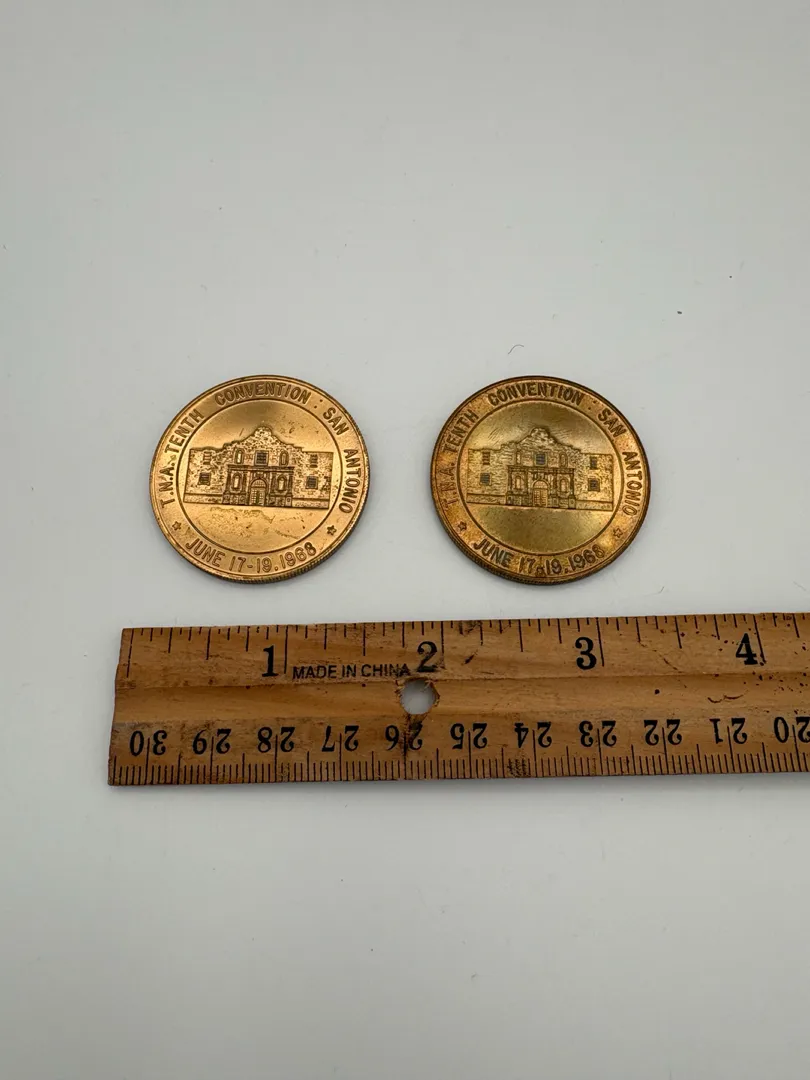 T.M.A. TENTH CONVENTION · SAN ANTONIO
JUNE 17-19. 1968
T.M.A. TENTH CONVENTION · SAN ANTONIO
JUNE 17-19. 1968
1 2 3 4
MADE IN CHINA
30 29 28 27 26 25 24 23 22 21 20